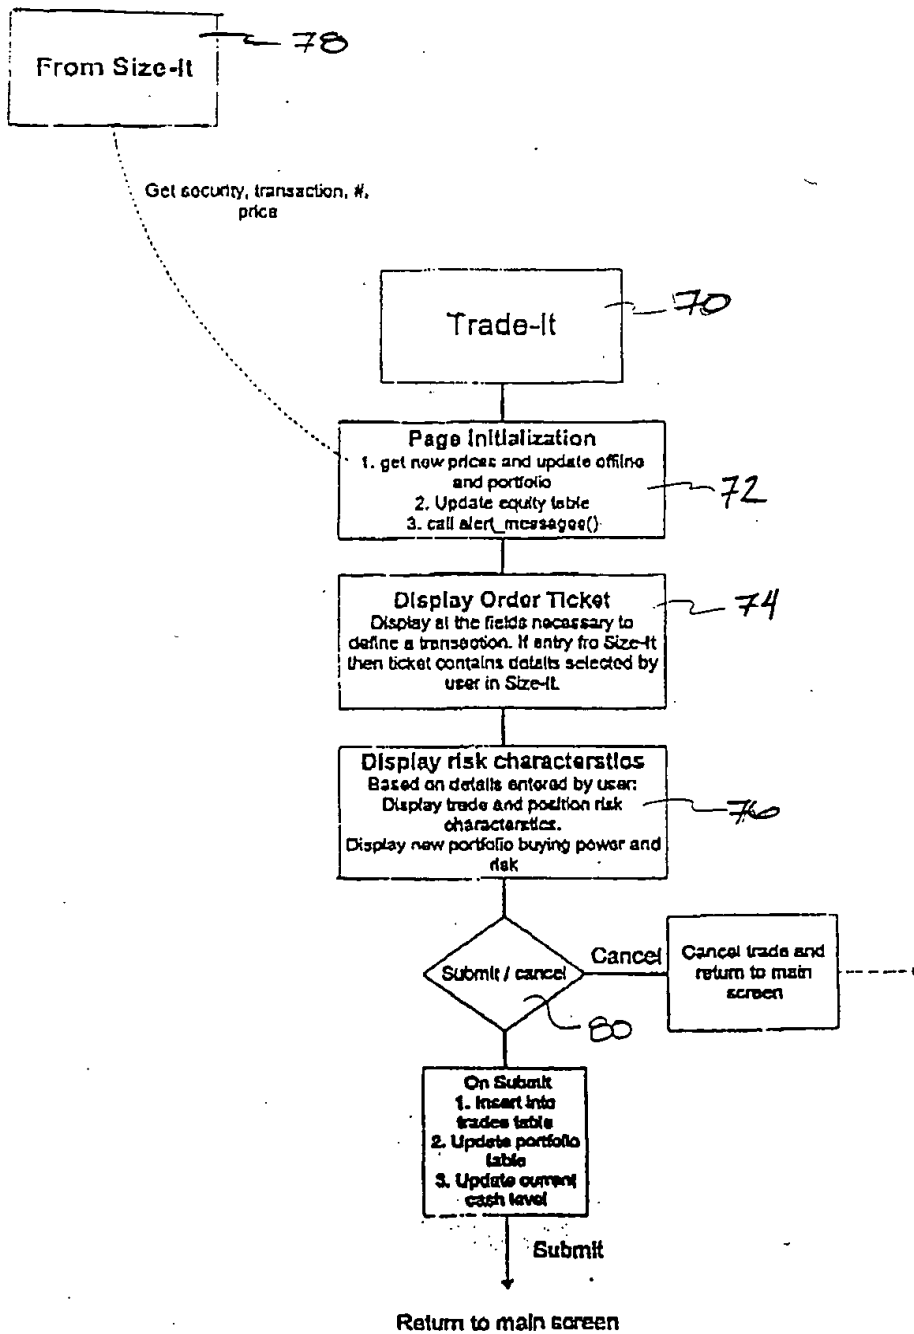 78
From Size-It
Get security, transaction, #,
price
70
Trade-It
Page Initialization
1. get new prices and update offline
and portfolio
2. Update equity table
3. call alert_messages()
72
Display Order Ticket
Display al the fields necessary to
define a transaction. If entry fro Size-It
then ticket contains details selected by
user in Size-It.
74
Display risk characterstics
Based on details entered by user:
Display trade and position risk
characterstics.
Display new portfolio buying power and
risk
76
Submit / cancel
Cancel
Cancel trade and
return to main
screen
80
On Submit
1. Insert into
trades table
2. Update portfolio
table
3. Update current
cash level
Submit
Return to main screen